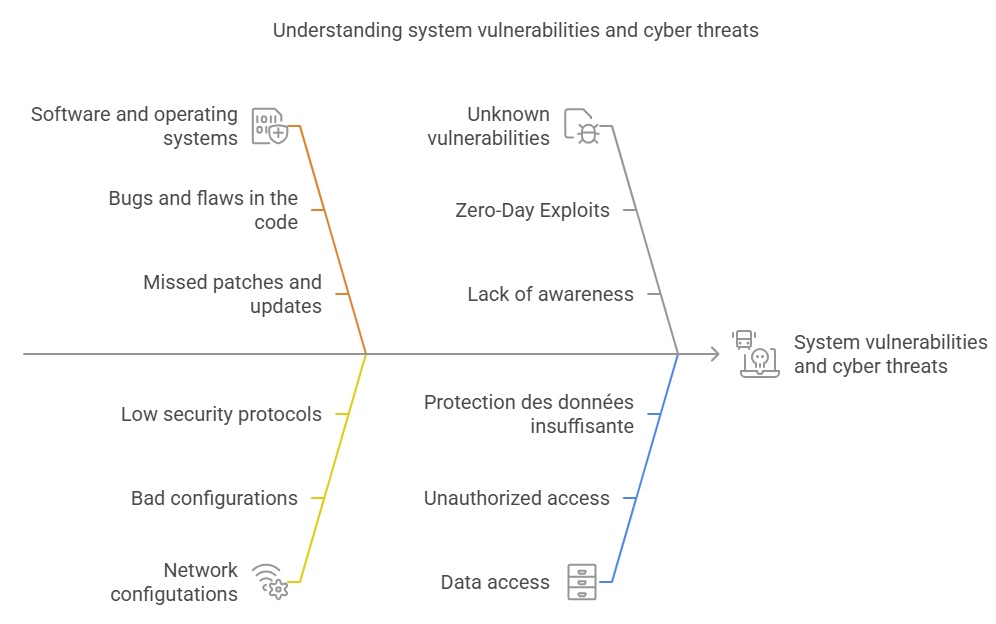 Understanding system vulnerabilities and cyber threats
Software and operating
systems
Bugs and flaws in the
code
Missed patches and
updates
Unknown
vulnerabilities
Zero-Day Exploits
Lack of awareness
System vulnerabilities
and cyber threats
Low security protocols
Bad configurations
Network
configutations
Protection des données
insuffisante
Unauthorized access
Data access